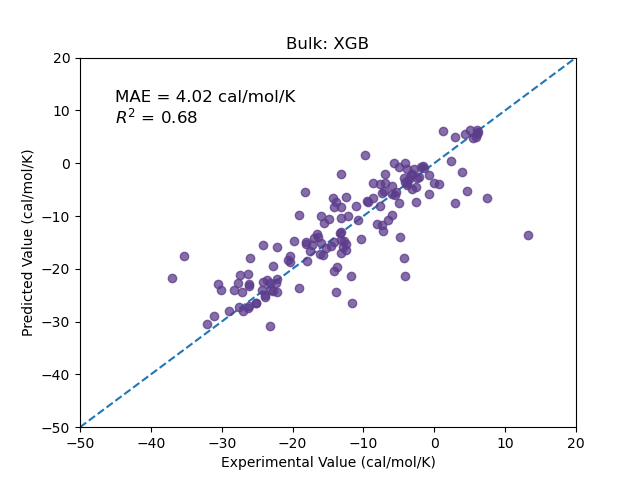 Bulk: XGB
MAE = 4.02 cal/mol/K
R² = 0.68
Predicted Value (cal/mol/K)
20
10
0
−10
−20
−30
−40
−50
−50 −40 −30 −20 −10 0 10 20
Experimental Value (cal/mol/K)